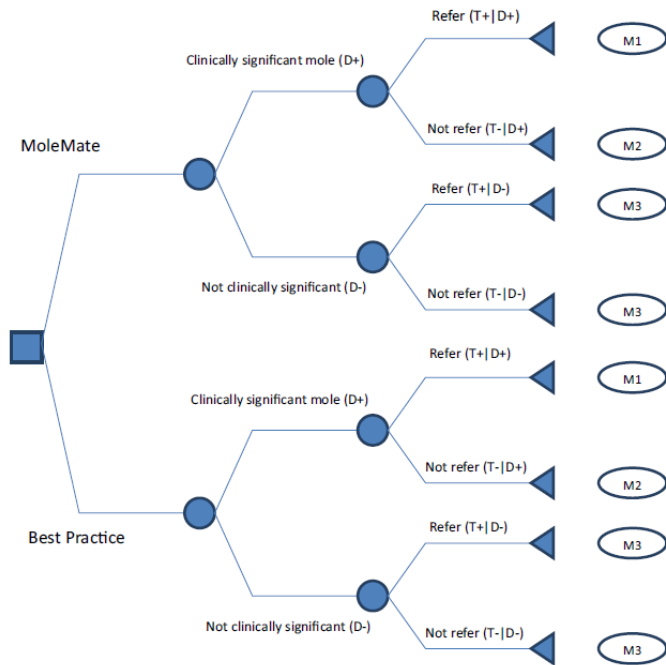 Refer (T+|D+)
M1
Clinically significant mole (D+)
Not refer (T-|D+)
M2
MoleMate
Refer (T+|D-)
M3
Not clinically significant (D-)
Not refer (T-|D-)
M3
Refer (T+|D+)
M1
Clinically significant mole (D+)
Not refer (T-|D+)
M2
Best Practice
Refer (T+|D-)
M3
Not clinically significant (D-)
Not refer (T-|D-)
M3